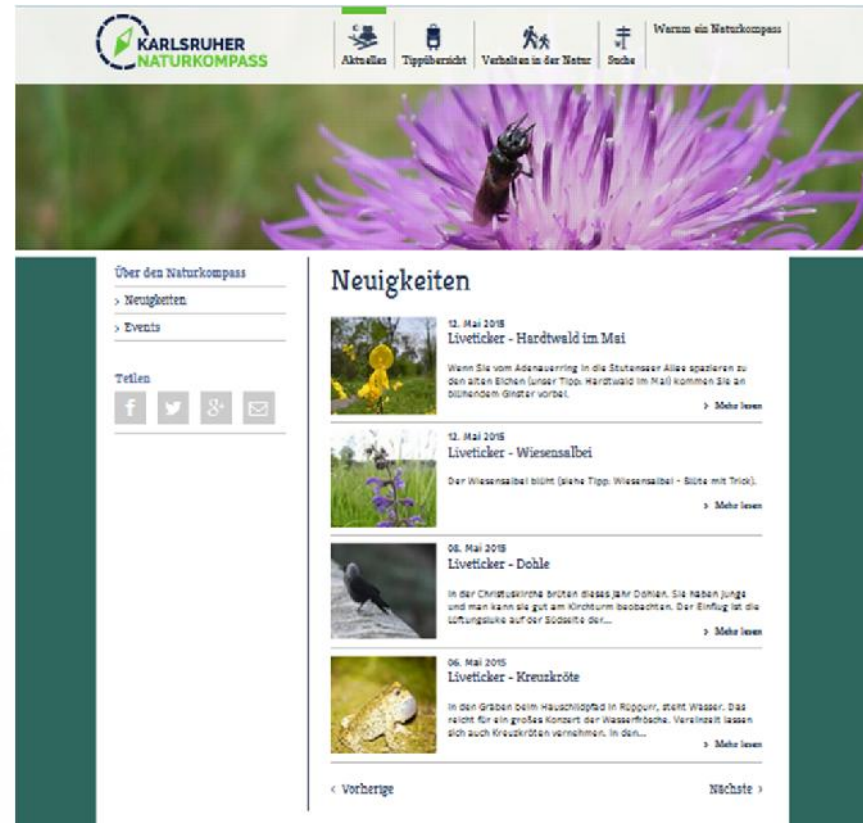 KARLSRUHER
NATURKOMPASS
Aktuelles
Tippübersicht
Verhalten in der Natur
Suche
Warum ein Naturkompass
Über den Naturkompass
> Neuigkeiten
> Events
Teilen
Neuigkeiten
12. Mai 2015
Liveticker - Hardtwald im Mai
Wenn Sie vom Adenauerring in die Stutenseer Allee spazieren zu
den alten Eichen (unser Tipp: Hardtwald im Mai) kommen Sie an
blühendem Ginster vorbei.
> Mehr lesen
12. Mai 2015
Liveticker - Wiesensalbei
Der Wiesensalbei blüht (siehe Tipp: Wiesensalbei - Blüte mit Trick).
> Mehr lesen
08. Mai 2015
Liveticker - Dohle
In der Christuskirche brüten dieses Jahr Dohlen. Sie haben Junge
und man kann sie gut am Kirchturm beobachten. Der Einflug ist die
Lüftungsluke auf der Südseite der...
> Mehr lesen
06. Mai 2015
Liveticker - Kreuzkröte
In den Gräben beim Hauschildpfad in Rüppurr, steht Wasser. Das
reicht für ein großes Konzert der Wasserfrösche. Vereinzelt lassen
sich auch Kreuzkröten vernehmen. In den...
> Mehr lesen
< Vorherige
Nächste >